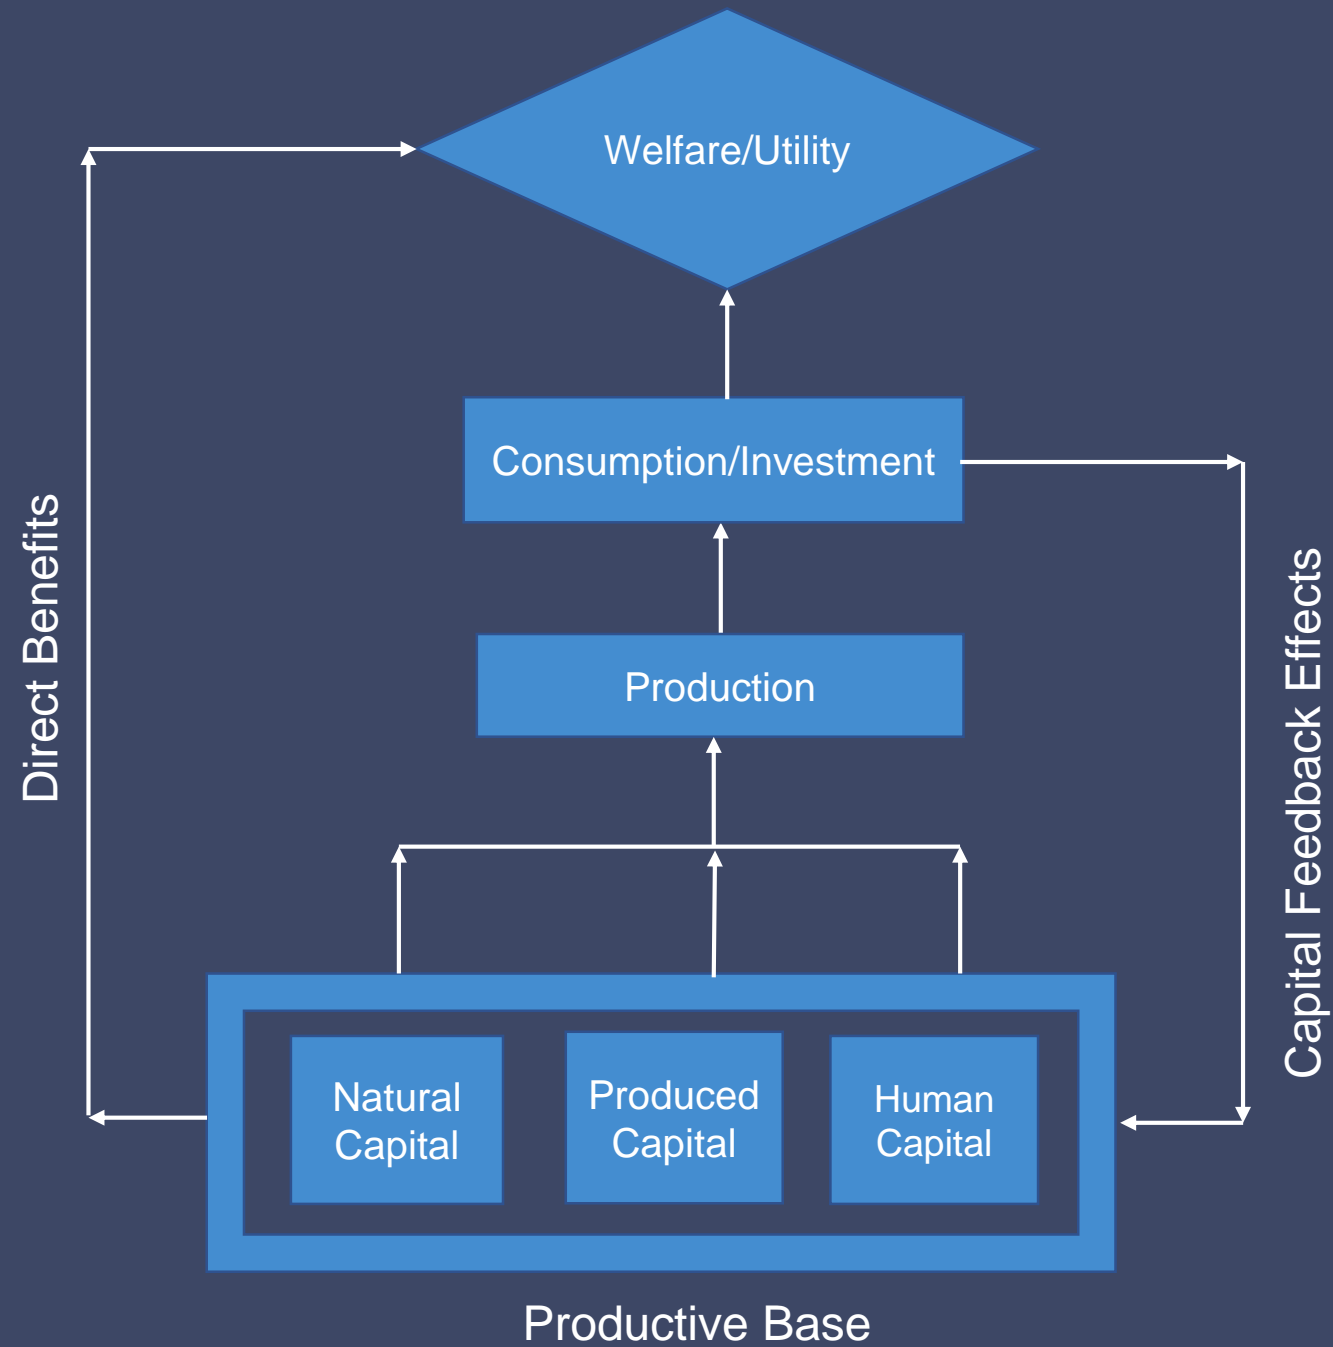 Welfare/Utility
Consumption/Investment
Production
Direct Benefits
Capital Feedback Effects
Natural
Capital
Produced
Capital
Human
Capital
Productive Base